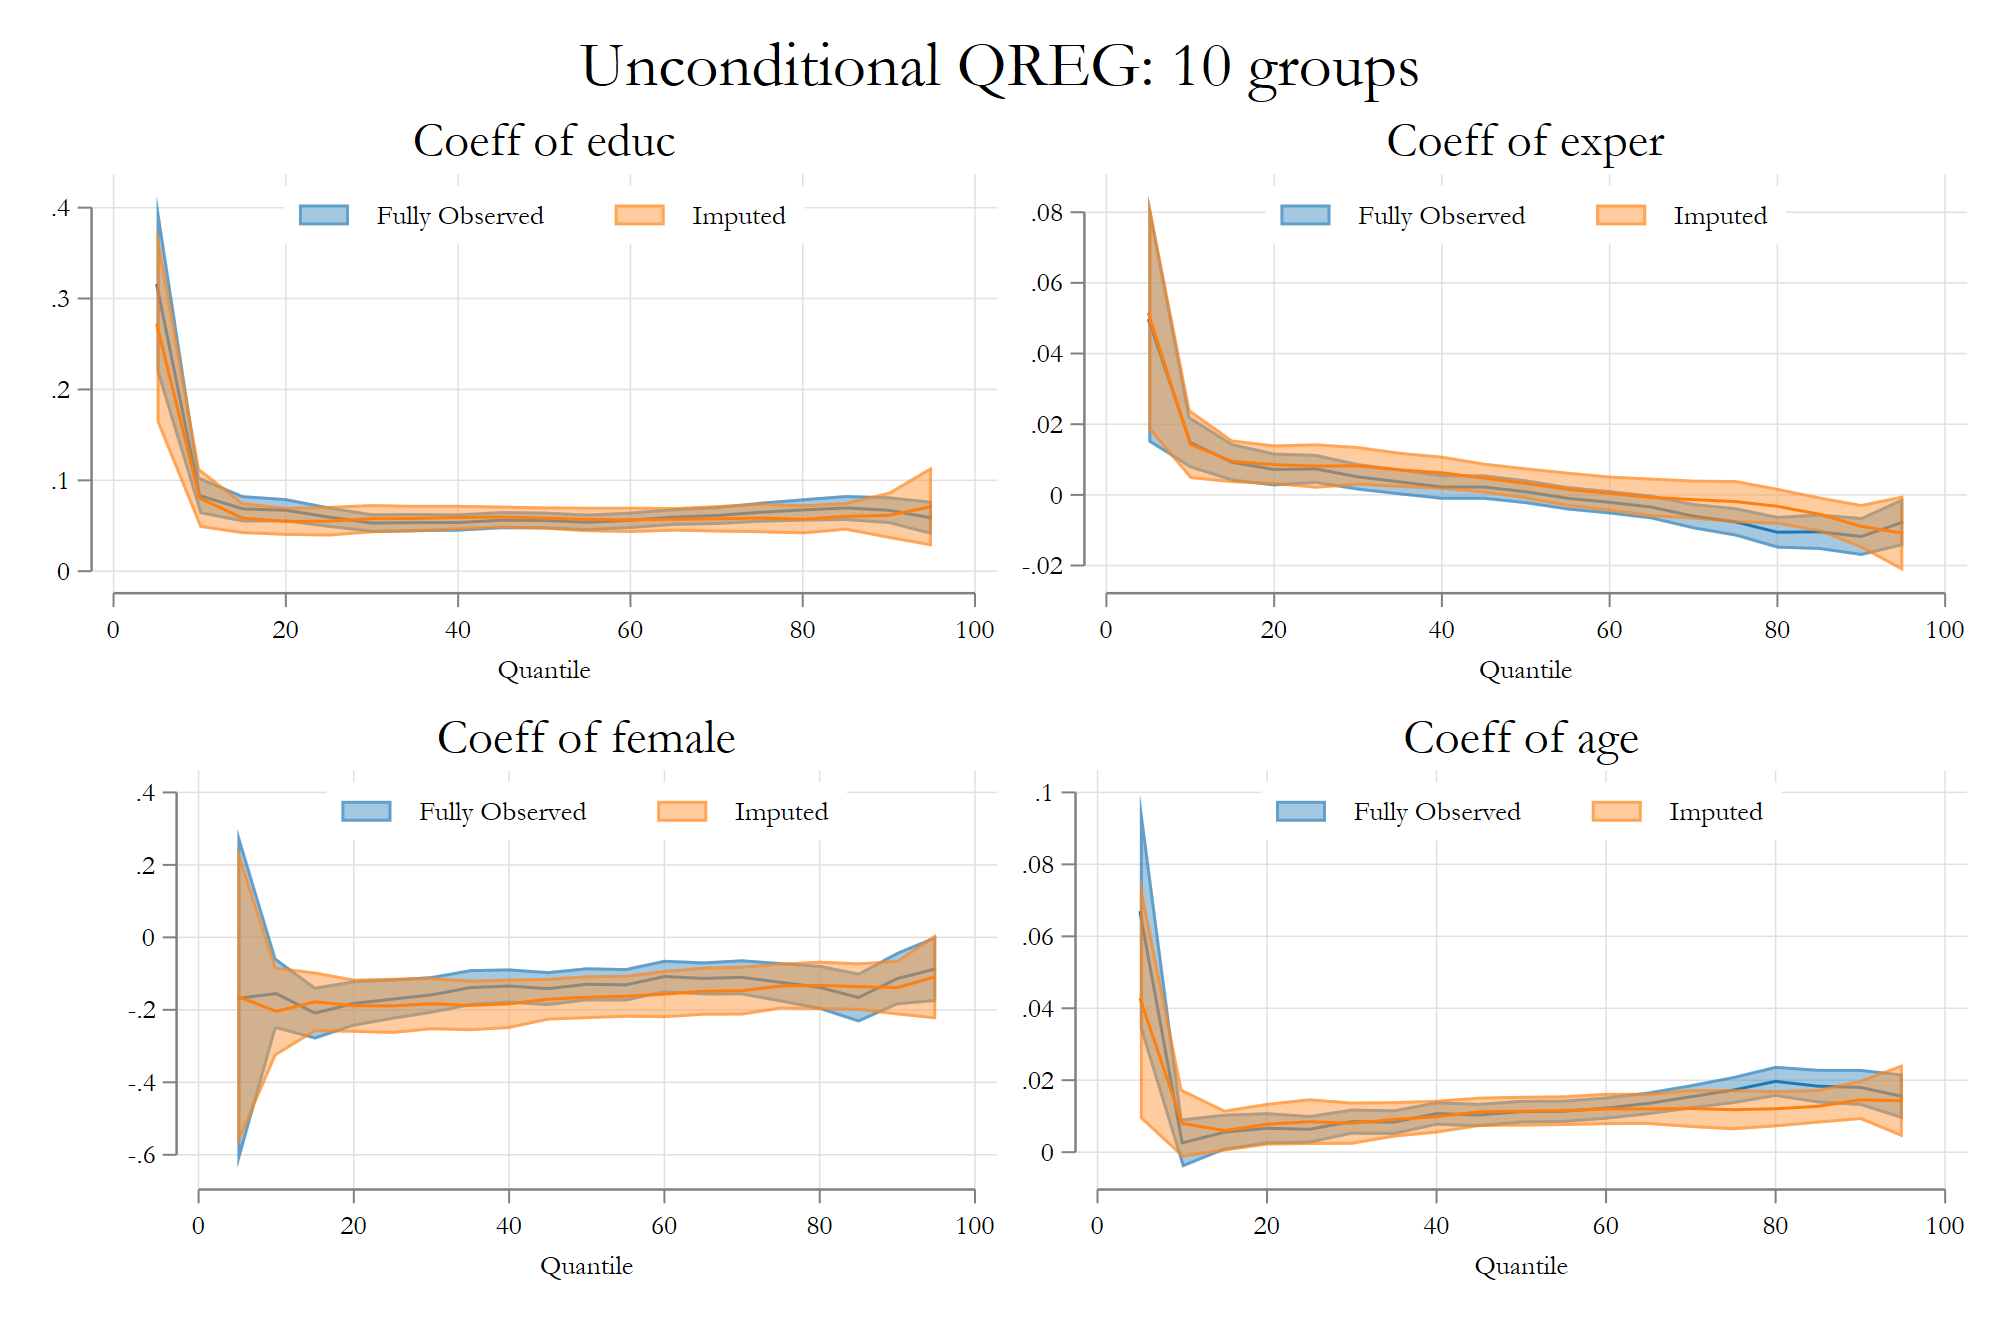 Unconditional QREG: 10 groups
Coeff of educ
Fully Observed
Imputed
.4
.3
.2
.1
0
0 20 40 60 80 100
Quantile
Coeff of exper
Fully Observed
Imputed
.08
.06
.04
.02
0
-.02
0 20 40 60 80 100
Quantile
Coeff of female
Fully Observed
Imputed
.4
.2
0
-.2
-.4
-.6
0 20 40 60 80 100
Quantile
Coeff of age
Fully Observed
Imputed
.1
.08
.06
.04
.02
0
0 20 40 60 80 100
Quantile